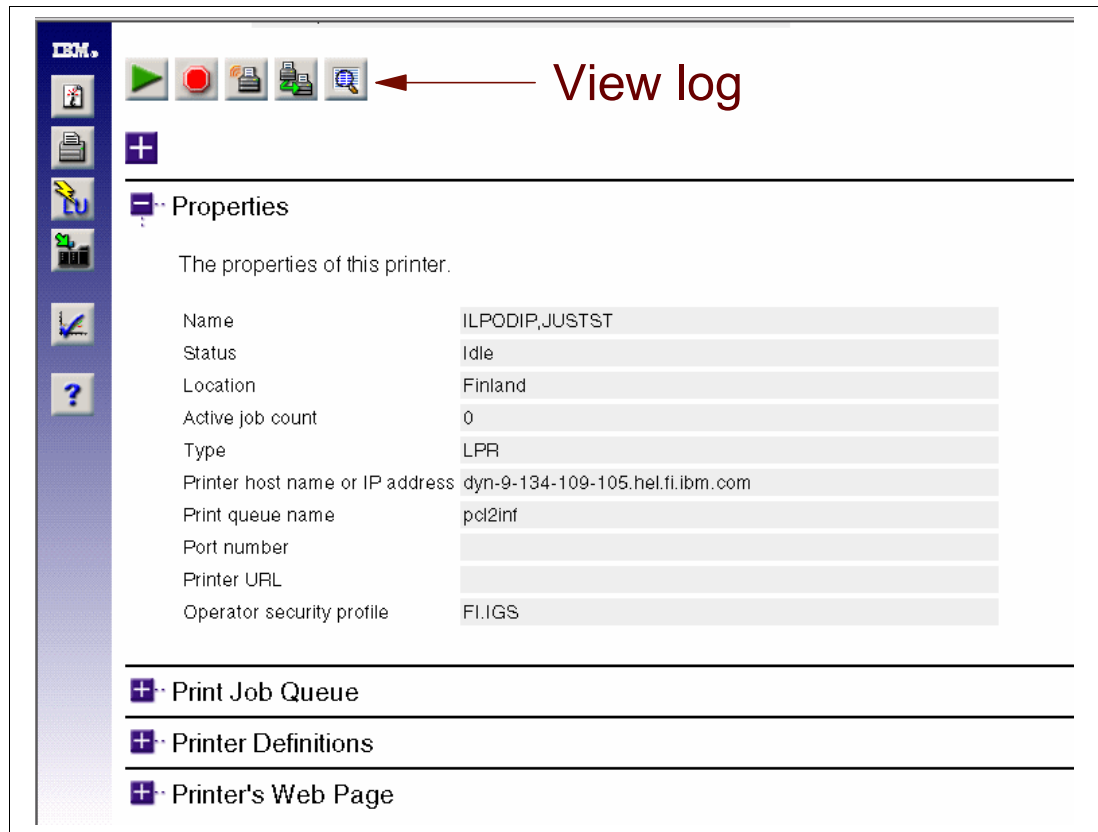 IBM®
View log
LU
Properties
The properties of this printer.
Name ILPODIP,JUSTST
Status Idle
Location Finland
Active job count 0
Type LPR
Printer host name or IP address dyn-9-134-109-105.hel.fi.ibm.com
Print queue name pcl2inf
Port number
Printer URL
Operator security profile FI.IGS
Print Job Queue
Printer Definitions
Printer's Web Page